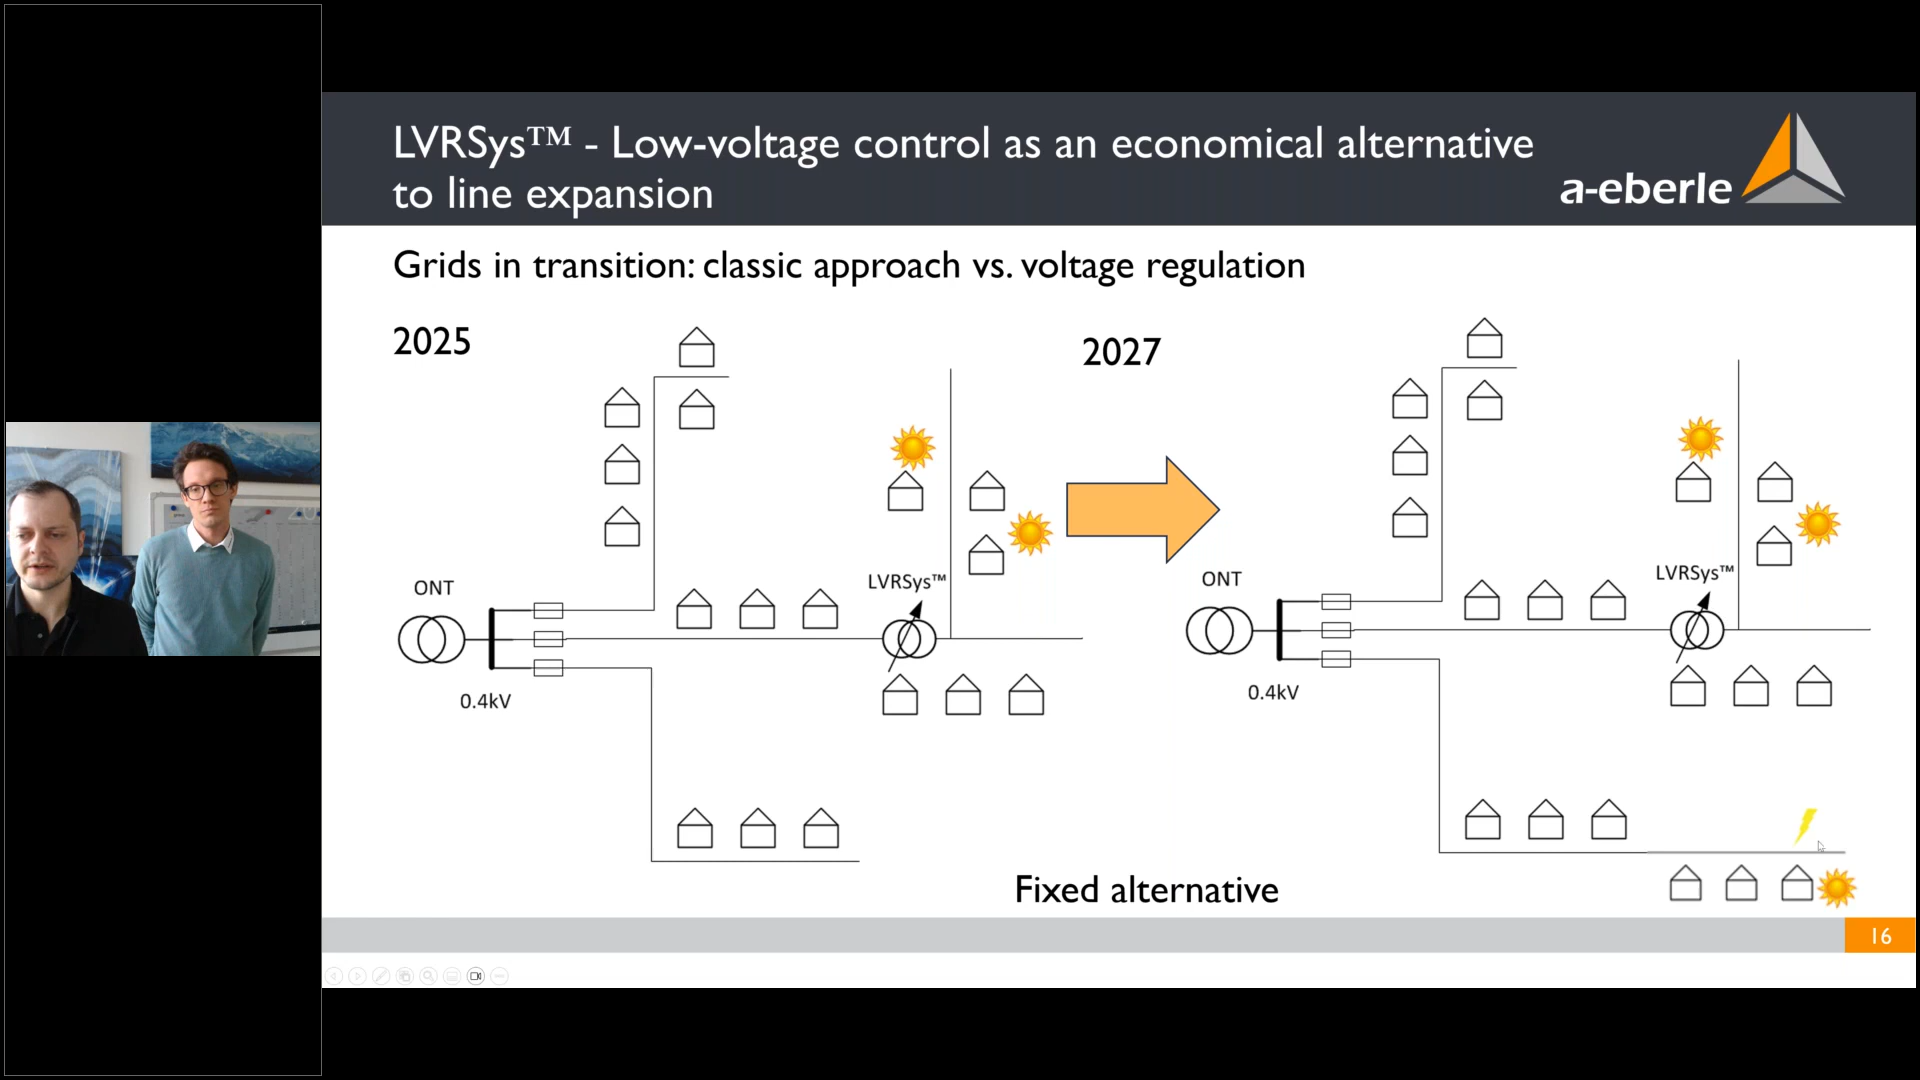 LVRSys™ - Low-voltage control as an economical alternative
to line expansion
a-eberle
Grids in transition: classic approach vs. voltage regulation
2025
2027
ONT
LVRSys™
0.4kV
ONT
LVRSys™
0.4kV
Fixed alternative
16